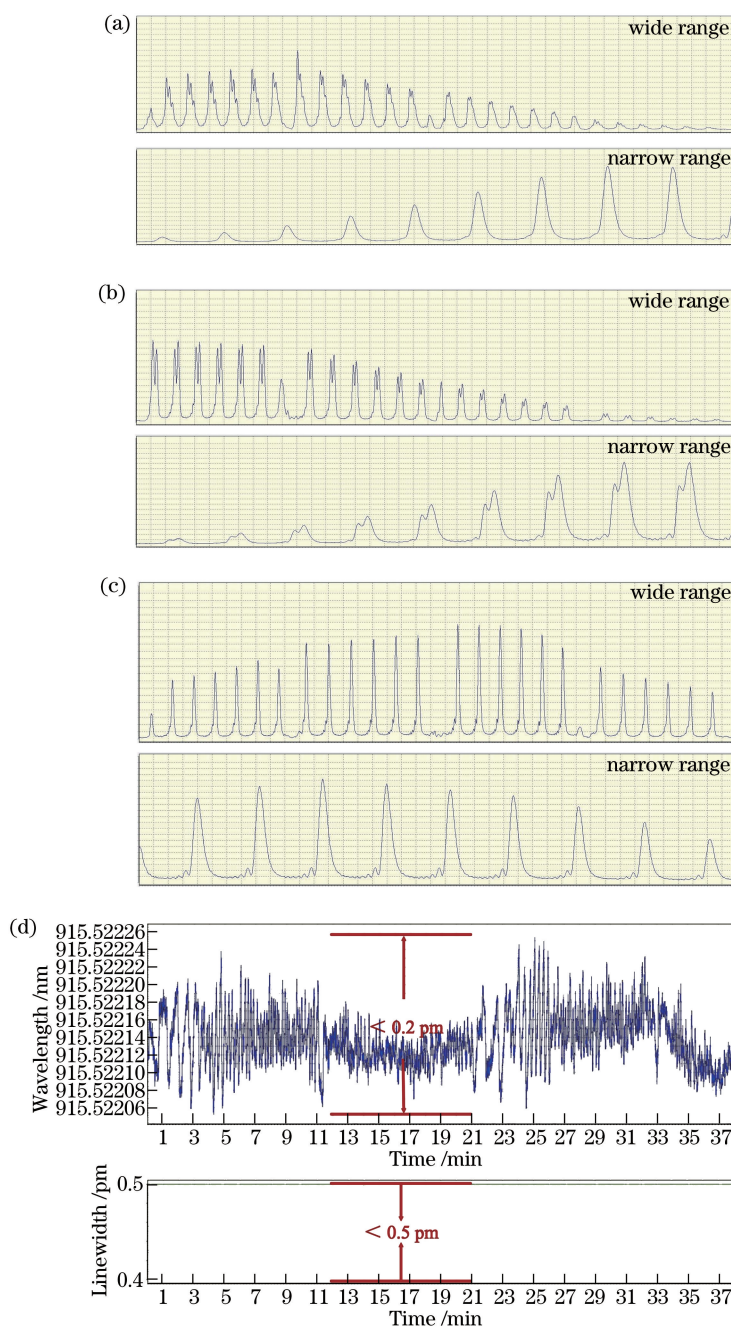 (a)
wide range
narrow range
(b)
wide range
narrow range
(c)
wide range
narrow range
(d)
Wavelength /nm
915.52226
915.52224
915.52220
915.52218
915.52216
915.52214
915.52213
915.52212
915.52210
915.52208
915.52206
< 0.2 pm
1 3 5 7 9 11 13 15 17 19 21 23 25 27 29 31 33 35 37
Time /min
Linewidth /pm
0.5
0.4
< 0.5 pm
1 3 5 7 9 11 13 15 17 19 21 23 25 27 29 31 33 35 37
Time /min